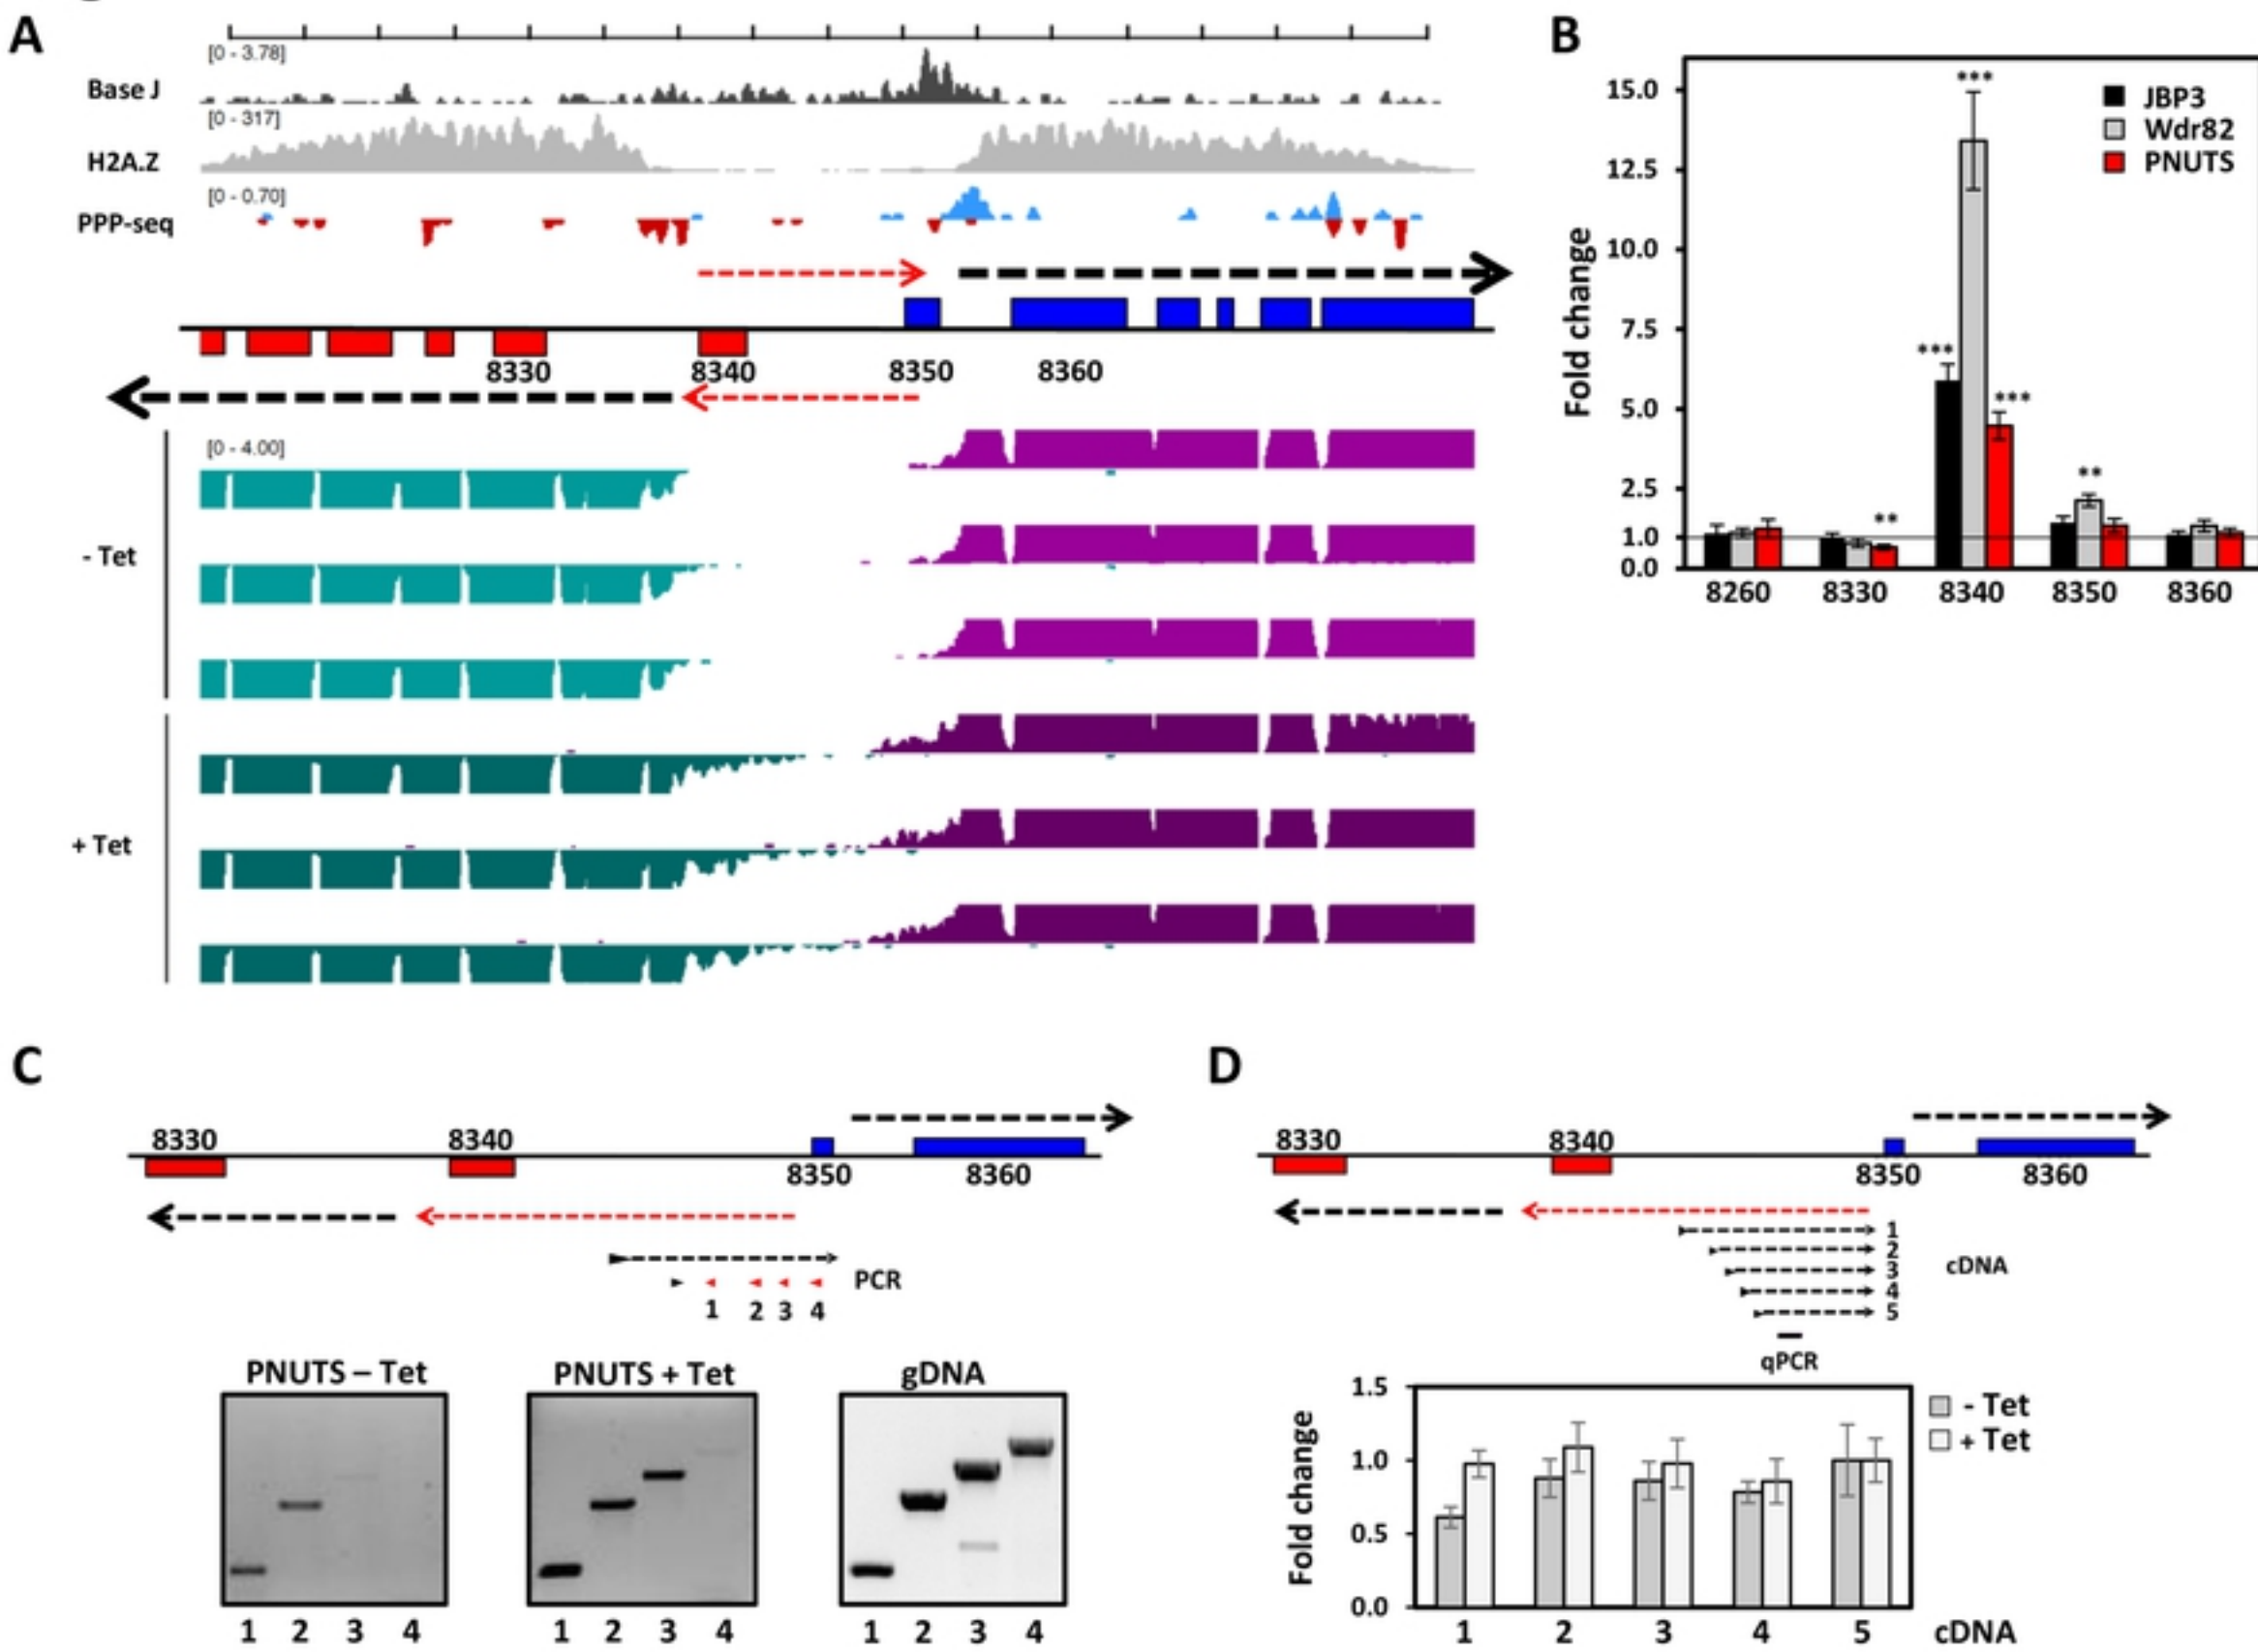 A
[0 - 3.78]
Base J
[0 - 317]
H2A.Z
[0 - 0.70]
PPP-seq
8330 8340 8350 8360
[0 - 4.00]
- Tet
+ Tet
B
Fold change
15.0
12.5
10.0
7.5
5.0
2.5
1.0
0.0
***
***
***
**
**
JBP3
Wdr82
PNUTS
8260 8330 8340 8350 8360
C
8330 8340
8350 8360
PCR
1 2 3 4
PNUTS – Tet
PNUTS + Tet
gDNA
1 2 3 4
1 2 3 4
1 2 3 4
D
8330 8340
8350 8360
1
2
3
4
5
cDNA
qPCR
Fold change
1.5
1.0
0.5
0.0
- Tet
+ Tet
1 2 3 4 5 cDNA